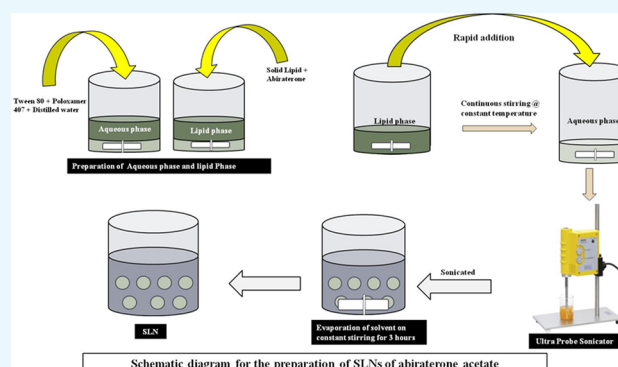 Rapid addition
Solid Lipid +
Abiraterone
Tween 80 + Poloxamer
407 + Distilled water
Aqueous phase
Lipid phase
Preparation of Aqueous phase and lipid Phase
Lipid phase
Continuous stirring @
constant temperature
Aqueous phase
Sonicated
SLN
Evaporation of solvent on
constant stirring for 3 hours
Ultra Probe Sonicator
Schematic diagram for the preparation of SLNs of abiraterone acetate